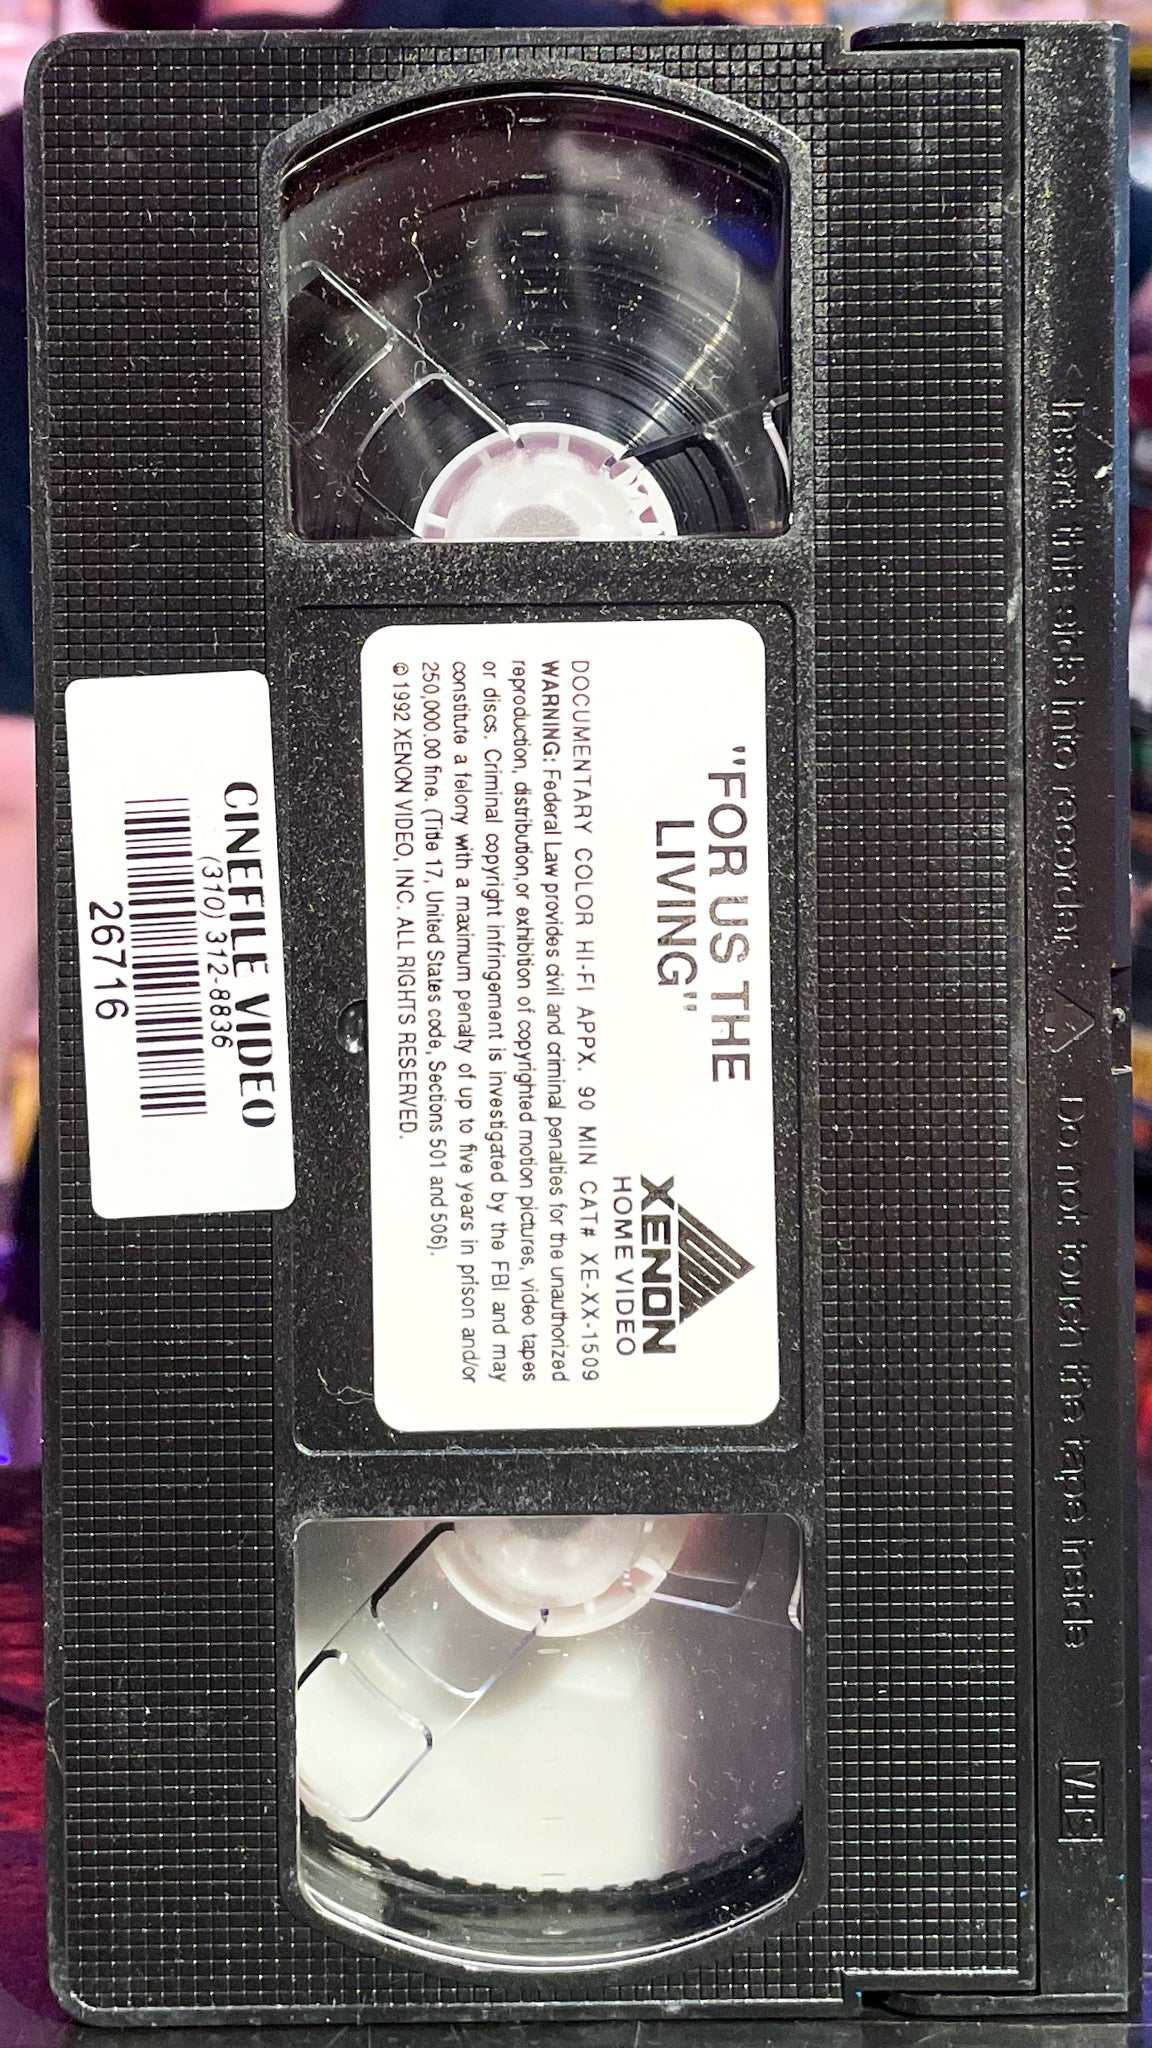 "FOR US THE
LIVING"
XENON
HOME VIDEO
DOCUMENTARY COLOR HI-FI APPX. 90 MIN CAT# XE-XX-1509
WARNING: Federal Law provides civil and criminal penalties for the unauthorized
reproduction, distribution,or exhibition of copyrighted motion pictures, video tapes
or discs. Criminal copyright infringement is investigated by the FBI and may
constitute a felony with a maximum penalty of up to five years in prison and/or
250,000.00 fine. (Title 17, United States code, Sections 501 and 506).
©1992 XENON VIDEO, INC. ALL RIGHTS RESERVED.
CINEFILE VIDEO
(310) 312-8836
26716
Insert this side into recorder. Do not touch the tape inside
VHS